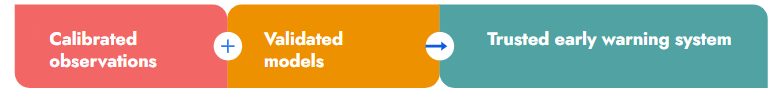 Calibrated
observations
+
Validated
models
→
Trusted early warning system